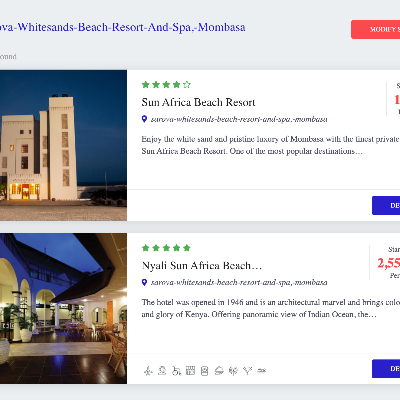 ova-Whitesands-Beach-Resort-And-Spa,-Mombasa
MODIFY S
ound.
Sun Africa Beach Resort
S
1
sarova-whitesands-beach-resort-and-spa,-mombasa
Enjoy the white sand and pristine luxury of Mombasa with the finest private
Sun Africa Beach Resort. One of the most popular destinations…
DE
Nyali Sun Africa Beach…
Star
2,55
Per
sarova-whitesands-beach-resort-and-spa,-mombasa
The hotel was opened in 1946 and is an architectural marvel and brings colo
and glory of Kenya. Offering panoramic view of Indian Ocean, the…
DE